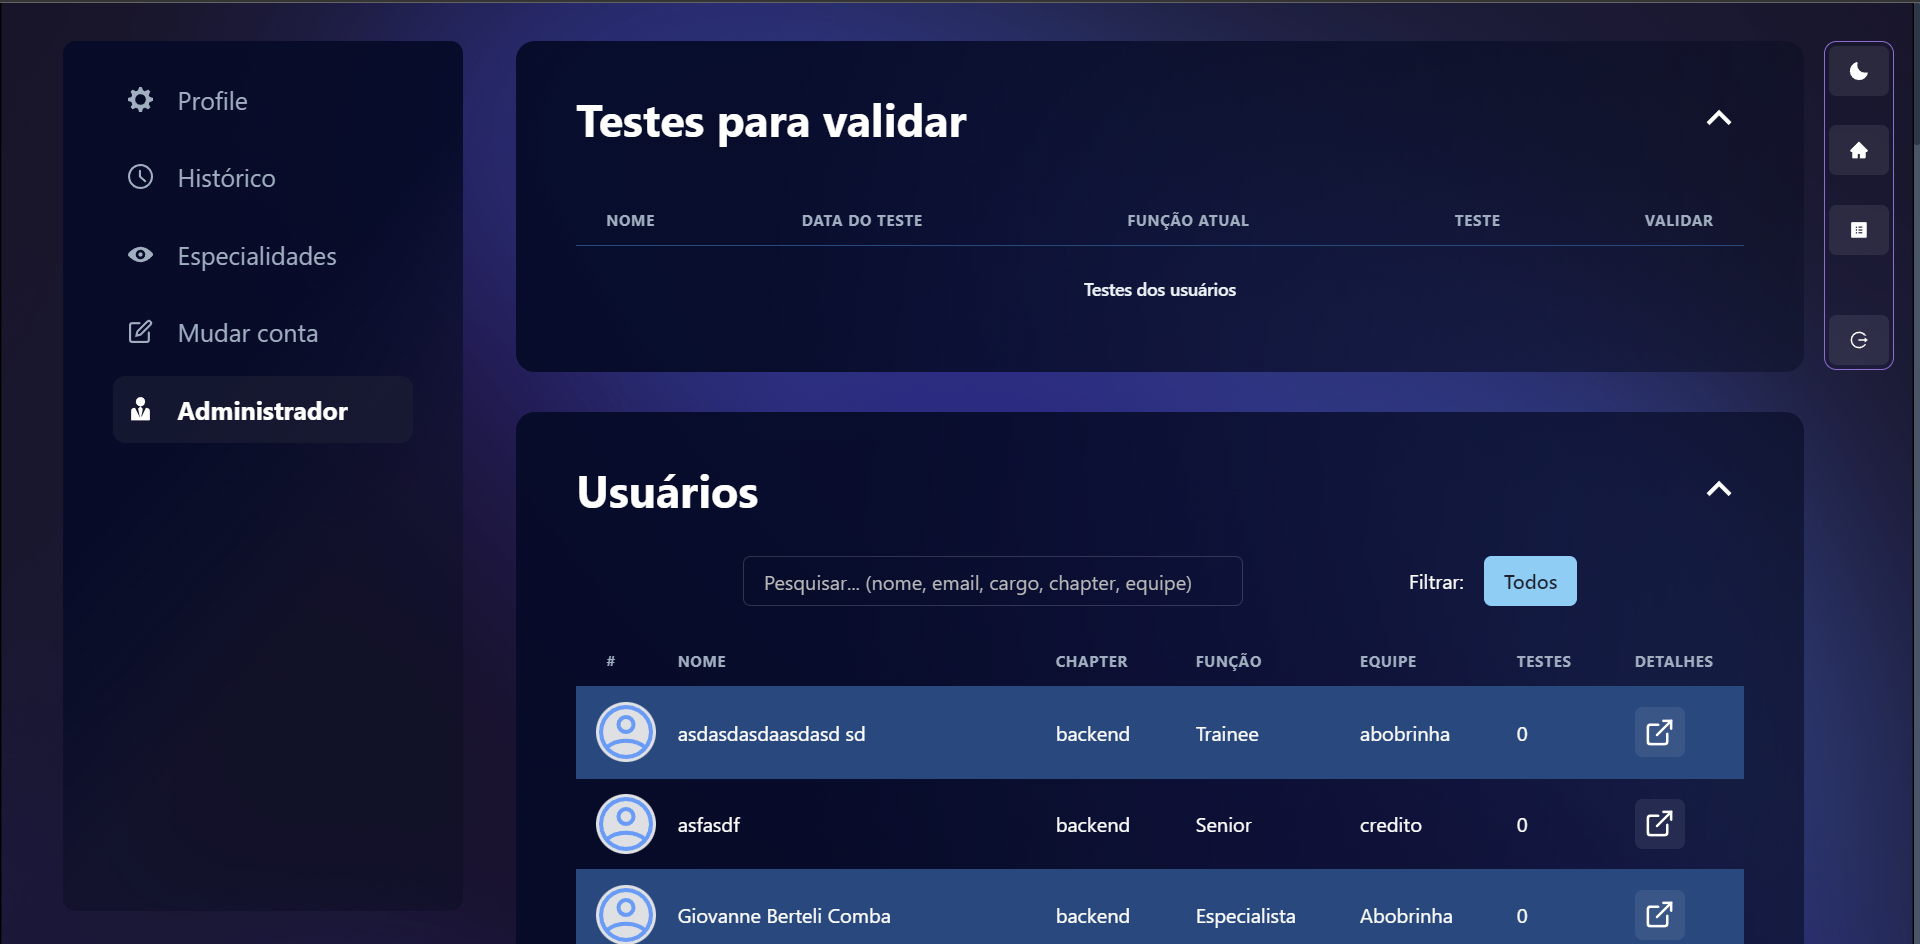 Profile
Histórico
Especialidades
Mudar conta
Administrador
Testes para validar
NOME DATA DO TESTE FUNÇÃO ATUAL TESTE VALIDAR
Testes dos usuários
Usuários
Pesquisar... (nome, email, cargo, chapter, equipe) Filtrar: Todos
# NOME CHAPTER FUNÇÃO EQUIPE TESTES DETALHES
asdasdasdaasdasd sd backend Trainee abobrinha 0
asfasdf backend Senior credito 0
Giovanne Berteli Comba backend Especialista Abobrinha 0